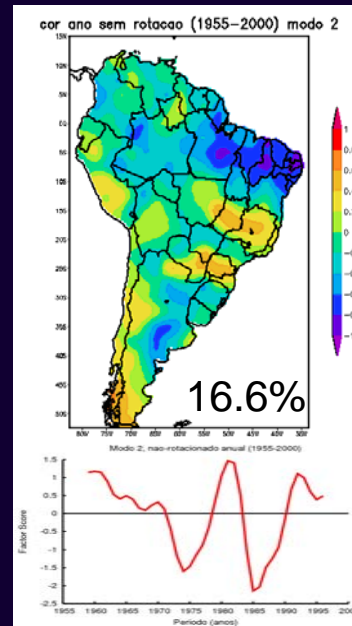 cor ano sem rotacao (1955−2000) modo 2
15N
10N
5N
EQ
5S
10S
15S
20S
25S
30S
35S
40S
45S
50S
80W 75W 70W 65W 60W 55W 50W 45W 40W 35W 30W
16.6%
Modo 2, nao-rotacionado anual (1955-2000)
Factor Score
1.5
1
0.5
0
-0.5
-1
-1.5
-2
-2.5
1955 1960 1965 1970 1975 1980 1985 1990 1995 2000
Período (anos)